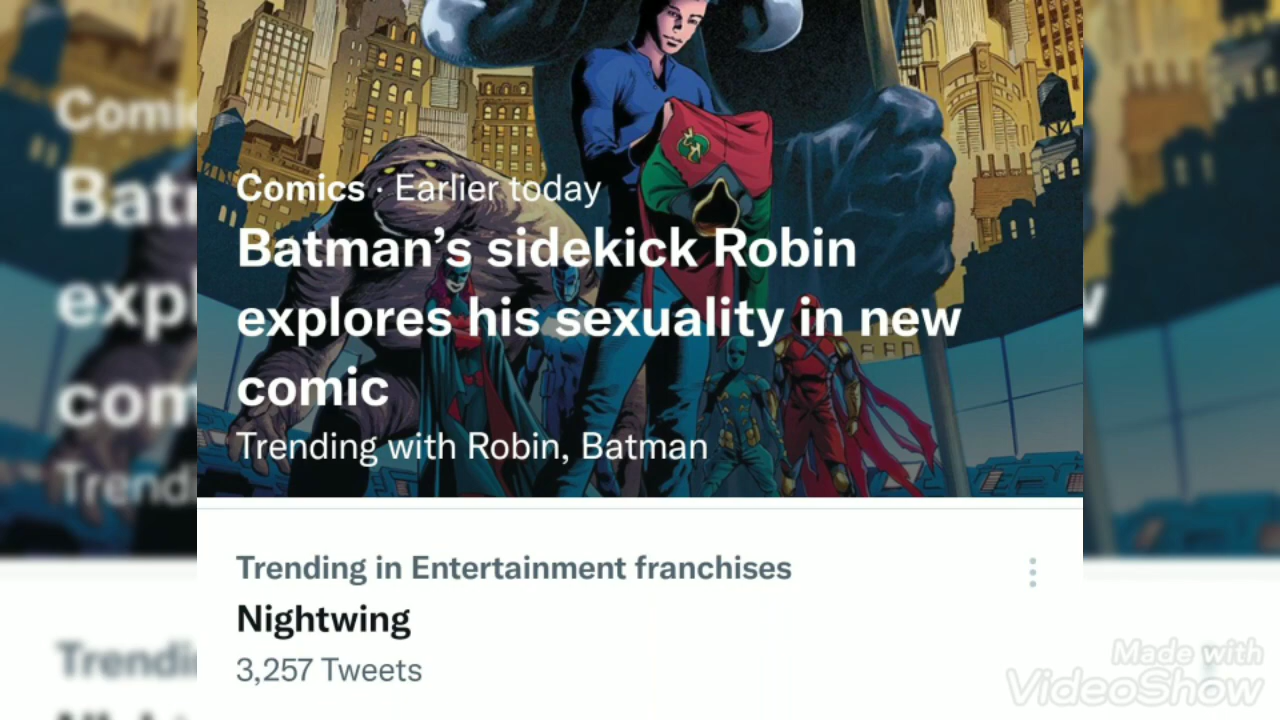 Comics · Earlier today
Batman’s sidekick Robin
explores his sexuality in new
comic
Trending with Robin, Batman
Trending in Entertainment franchises
Nightwing
3,257 Tweets
Made with
VideoShow